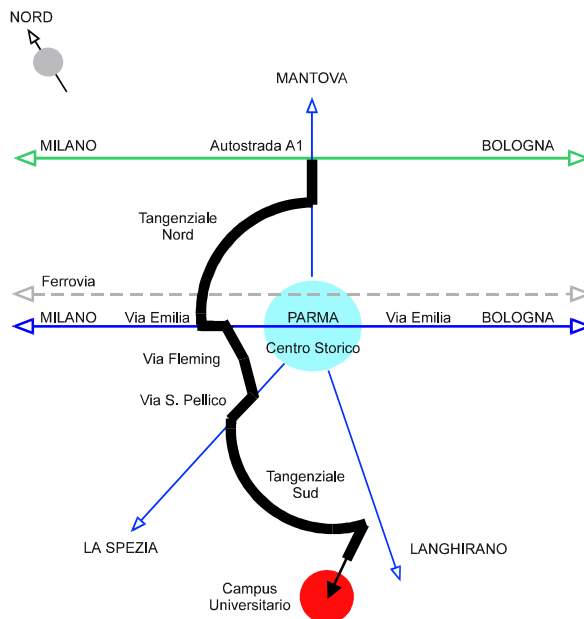 NORD
MANTOVA
MILANO
Autostrada A1
BOLOGNA
Tangenziale
Nord
Ferrovia
MILANO
Via Emilia
PARMA
Via Emilia
BOLOGNA
Centro Storico
Via Fleming
Via S. Pellico
Tangenziale
Sud
LA SPEZIA
LANGHIRANO
Campus
Universitario